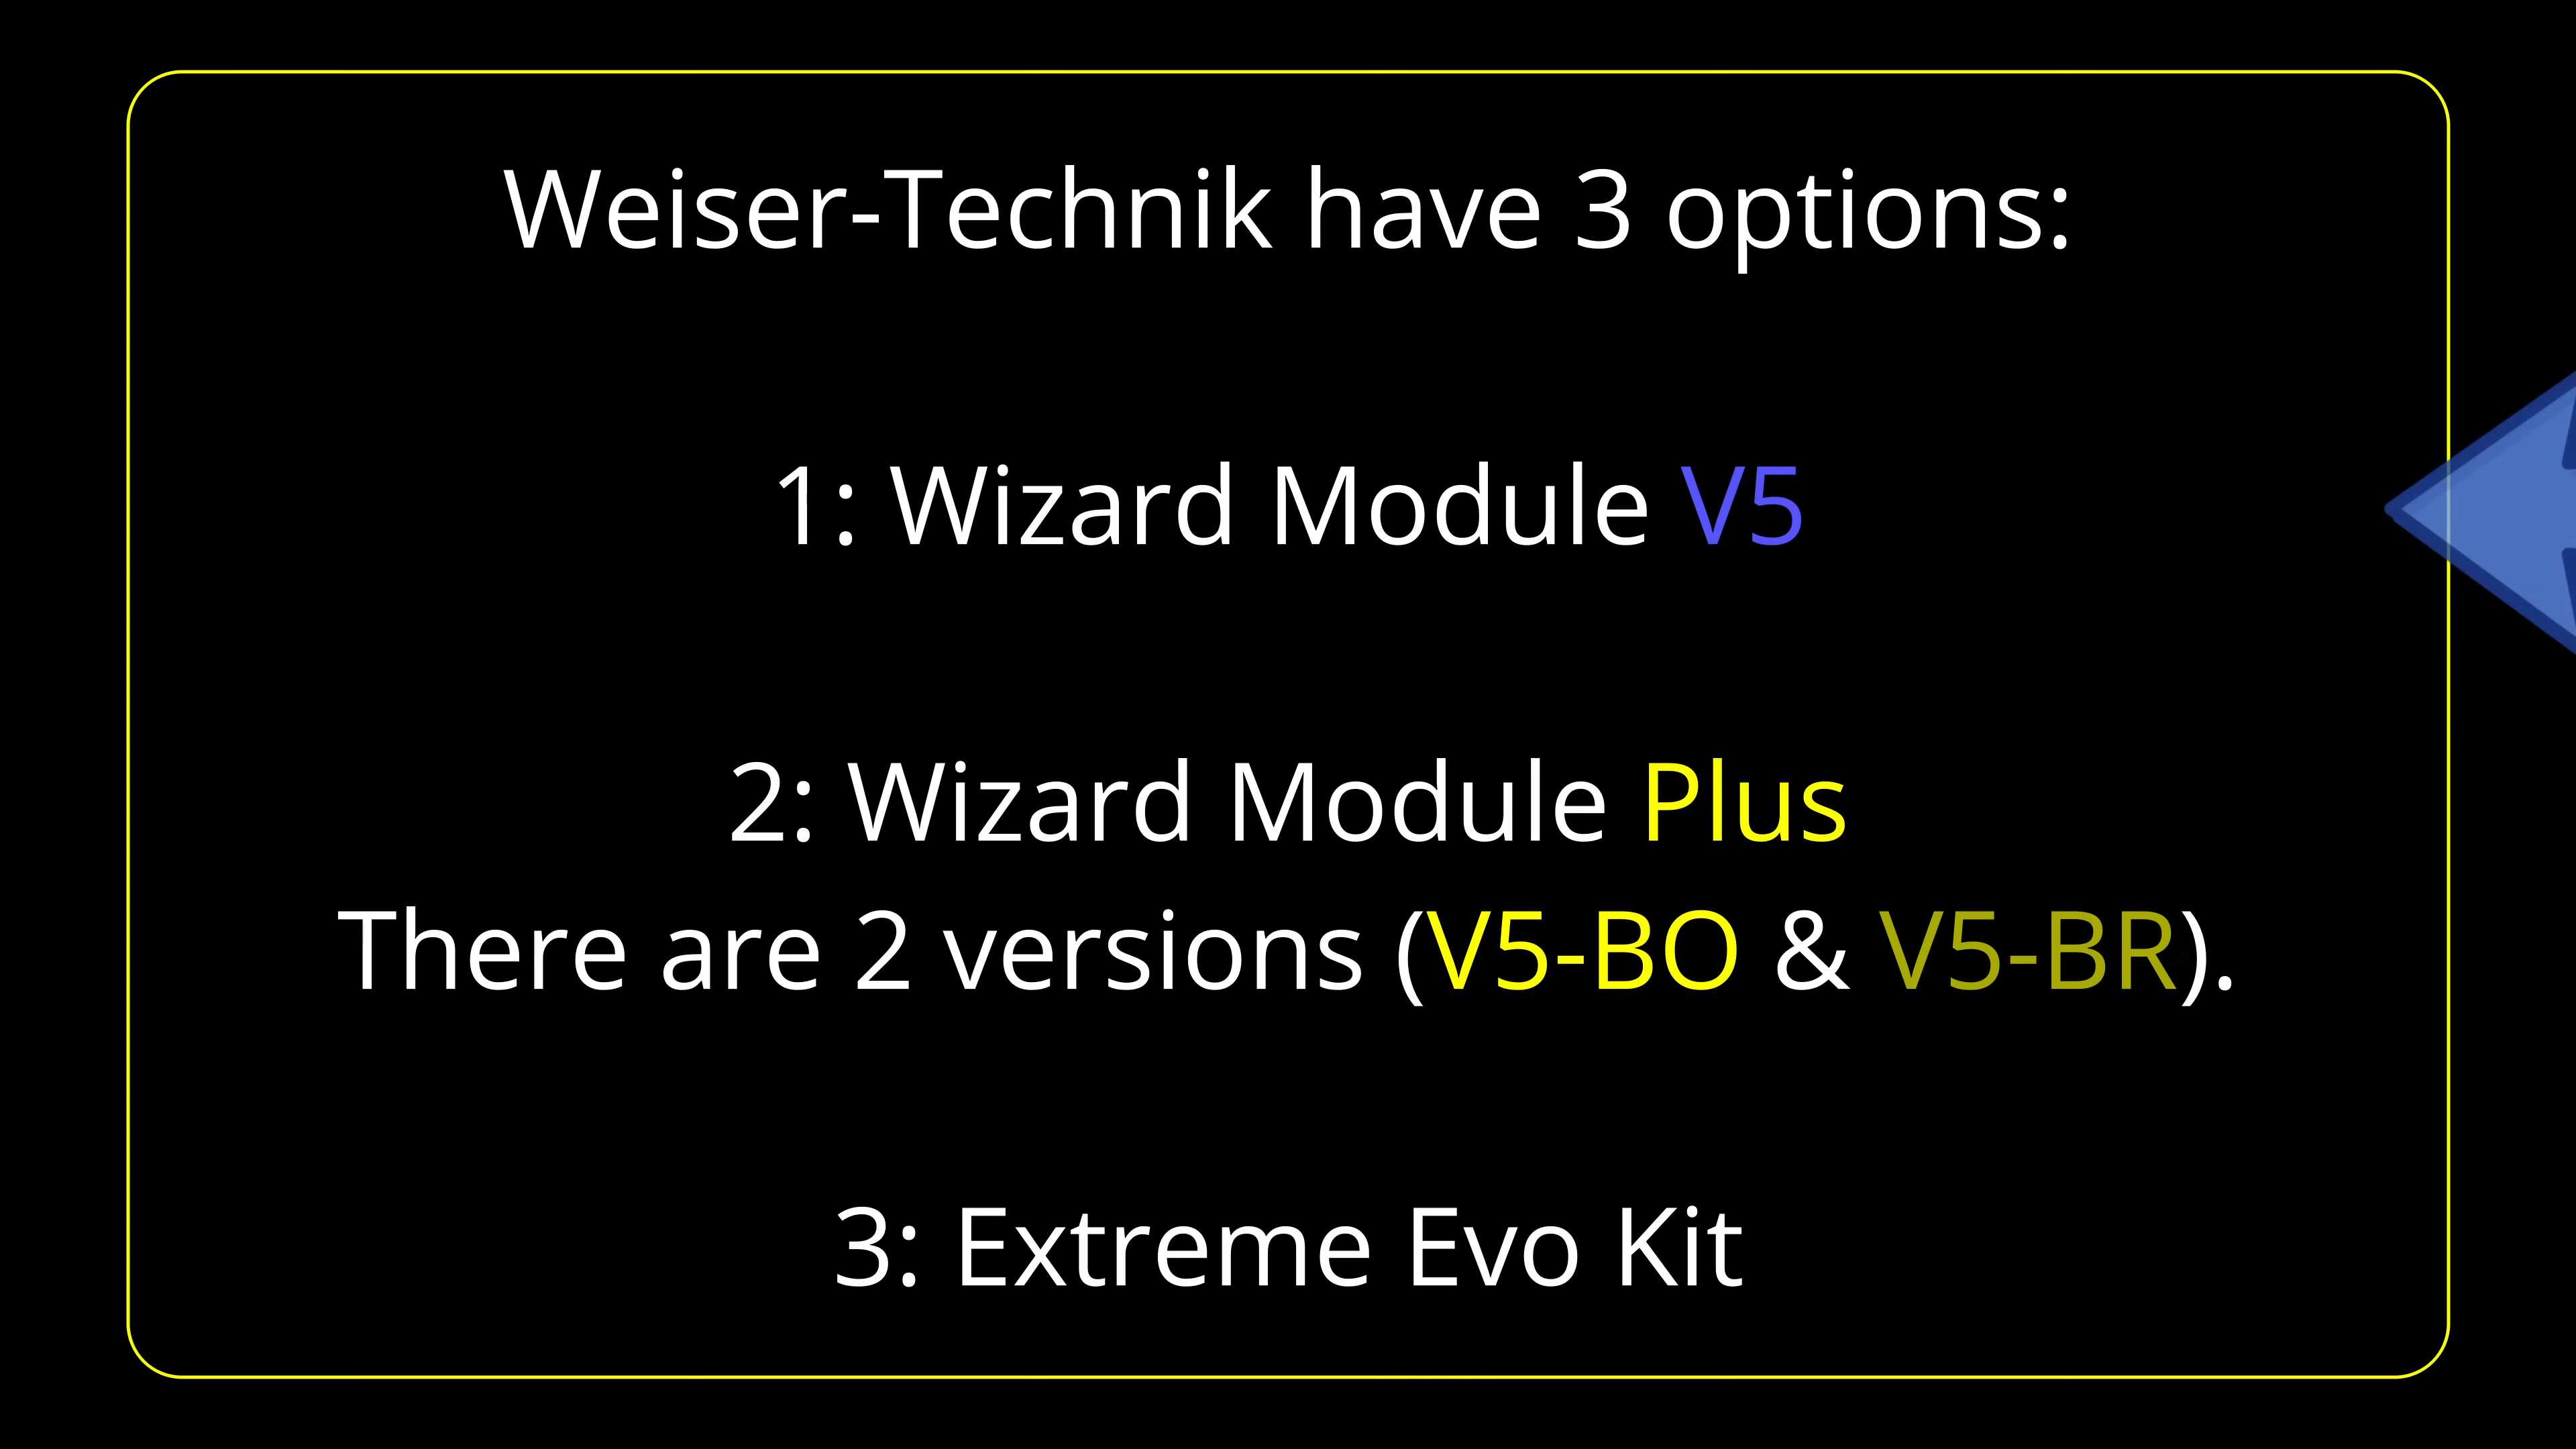 Weiser-Technik have 3 options:
1: Wizard Module V5
2: Wizard Module Plus
There are 2 versions (V5-BO & V5-BR).
3: Extreme Evo Kit